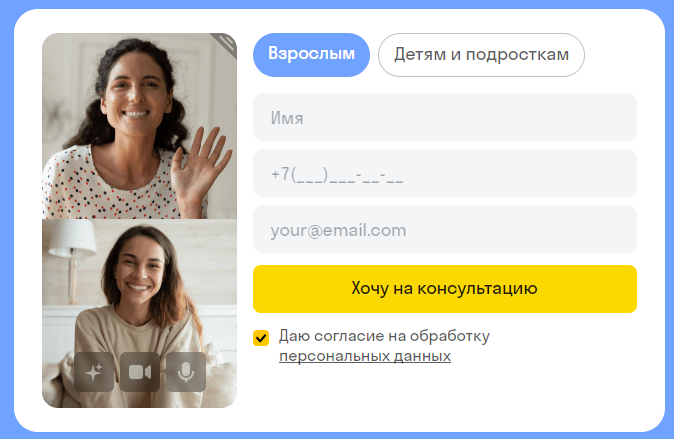 Взрослым
Детям и подросткам
Имя
+7(___)___-__-__
your@email.com
Хочу на консультацию
Даю согласие на обработку
персональных данных